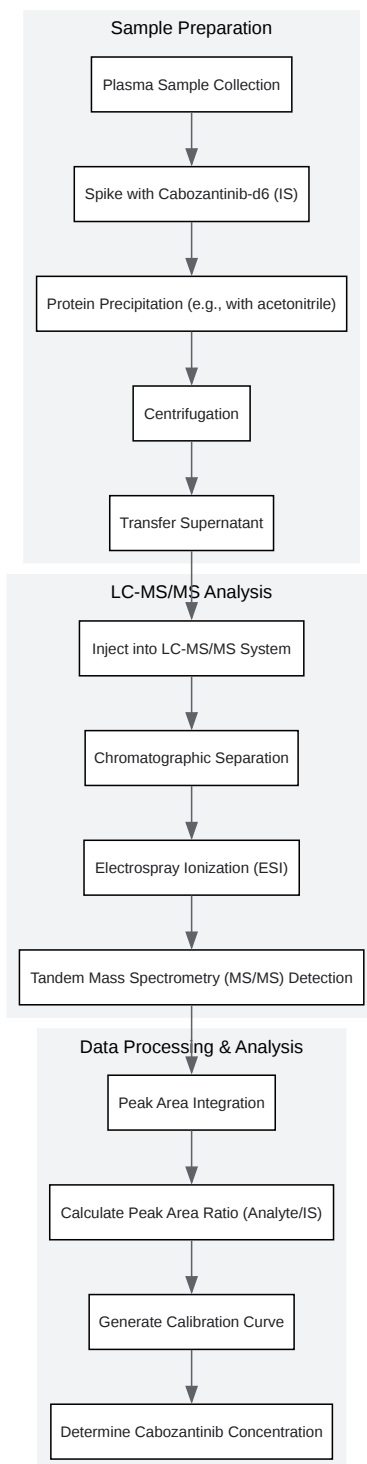 Sample Preparation
Plasma Sample Collection
Spike with Cabozantinib-d6 (IS)
Protein Precipitation (e.g., with acetonitrile)
Centrifugation
Transfer Supernatant
LC-MS/MS Analysis
Inject into LC-MS/MS System
Chromatographic Separation
Electrospray Ionization (ESI)
Tandem Mass Spectrometry (MS/MS) Detection
Data Processing & Analysis
Peak Area Integration
Calculate Peak Area Ratio (Analyte/IS)
Generate Calibration Curve
Determine Cabozantinib Concentration